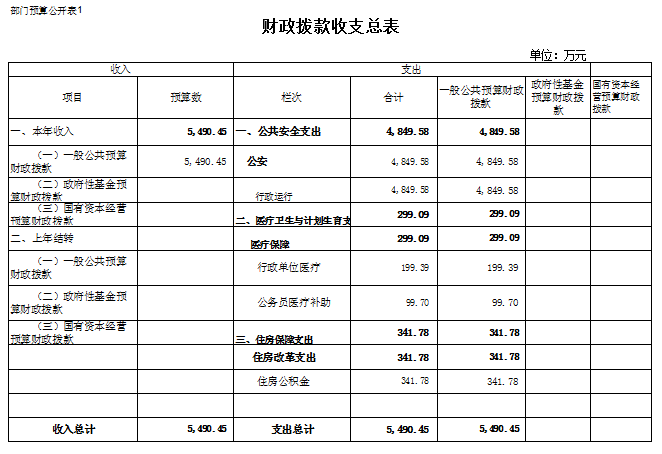 部门预算公开表1
财政拨款收支总表
单位：万元
收入 支出
项目 预算数 栏次 合计 一般公共预算财政拨款 政府性基金预算财政拨款 国有资本经营预算财政拨款
一、本年收入 5,490.45 一、公共安全支出 4,849.58 4,849.58
（一）一般公共预算财政拨款 5,490.45 公安 4,849.58 4,849.58
（二）政府性基金预算财政拨款 行政运行 4,849.58 4,849.58
（三）国有资本经营预算财政拨款 二、医疗卫生与计划生育支 299.09 299.09
二、上年结转 医疗保障 299.09 299.09
（一）一般公共预算财政拨款 行政单位医疗 199.39 199.39
（二）政府性基金预算财政拨款 公务员医疗补助 99.70 99.70
（三）国有资本经营预算财政拨款 三、住房保障支出 341.78 341.78
住房改革支出 341.78 341.78
住房公积金 341.78 341.78
收入总计 5,490.45 支出总计 5,490.45 5,490.45